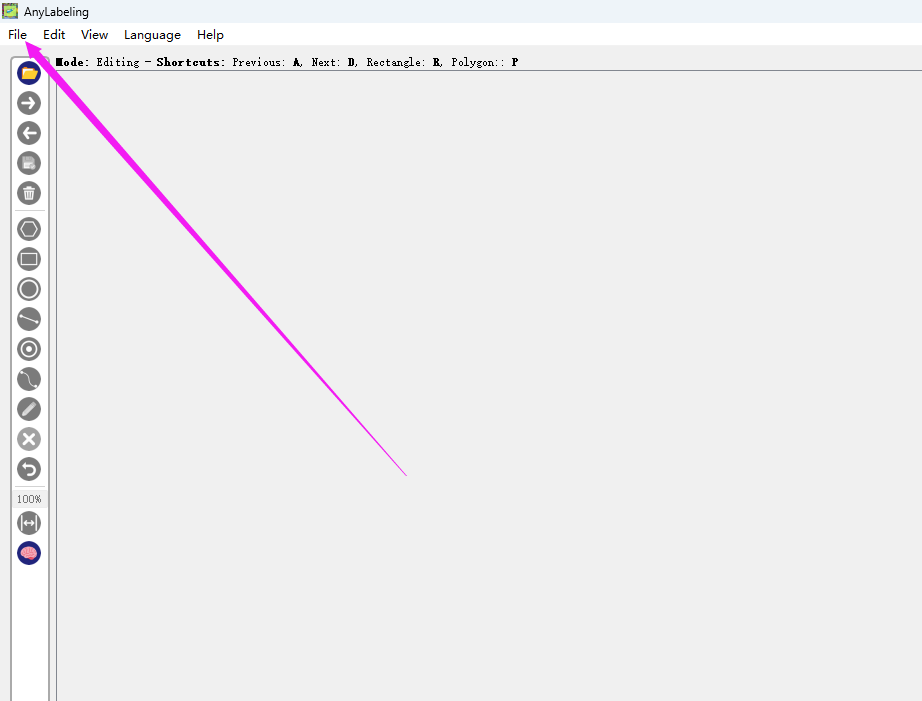 AnyLabeling
File Edit View Language Help
Mode: Editing - Shortcuts: Previous: A, Next: D, Rectangle: R, Polygon:: P
100%